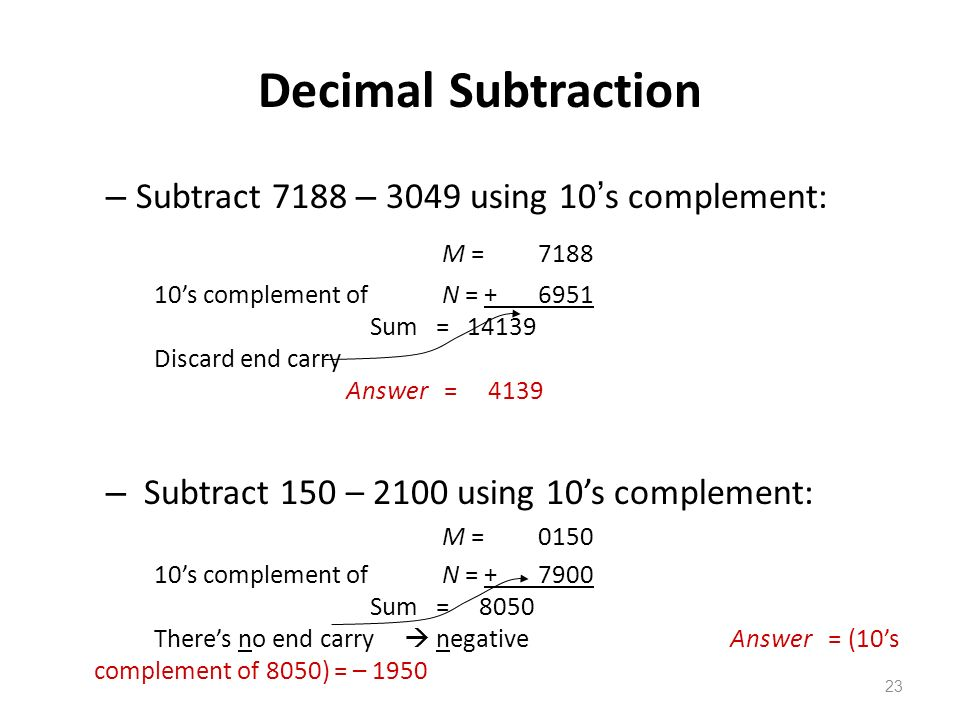 Decimal Subtraction
– Subtract 7188 – 3049 using 10’s complement:
M = 7188
10’s complement of N = + 6951
Sum = 14139
Discard end carry
Answer = 4139
– Subtract 150 – 2100 using 10’s complement:
M = 0150
10’s complement of N = + 7900
Sum = 8050
There’s no end carry → negative Answer = (10’s
complement of 8050) = – 1950
23